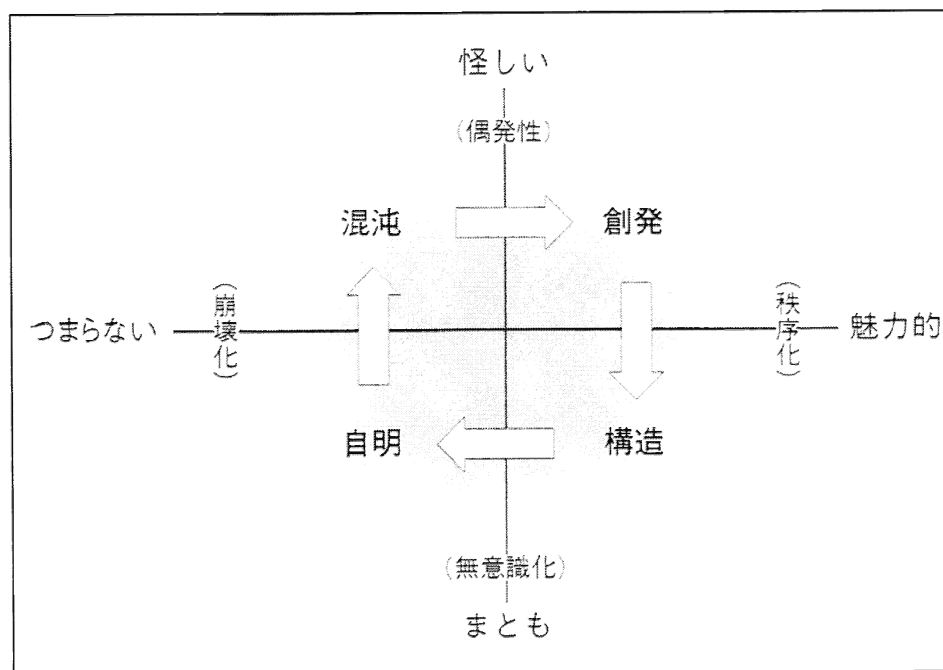 怪しい
(偶発性)
混沌
創発
つまらない
(崩壊化)
(秩序化)
魅力的
自明
構造
(無意識化)
まとも